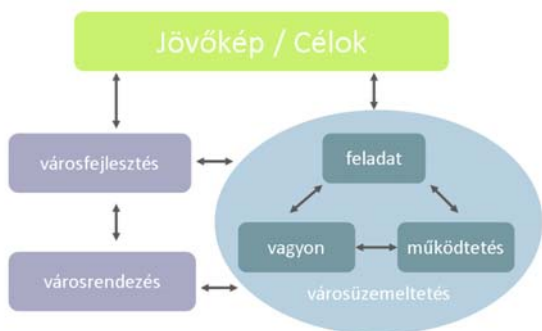 Jövőkép / Célok
városfejlesztés
feladat
vagyon
működtetés
városrendezés
városüzemeltetés